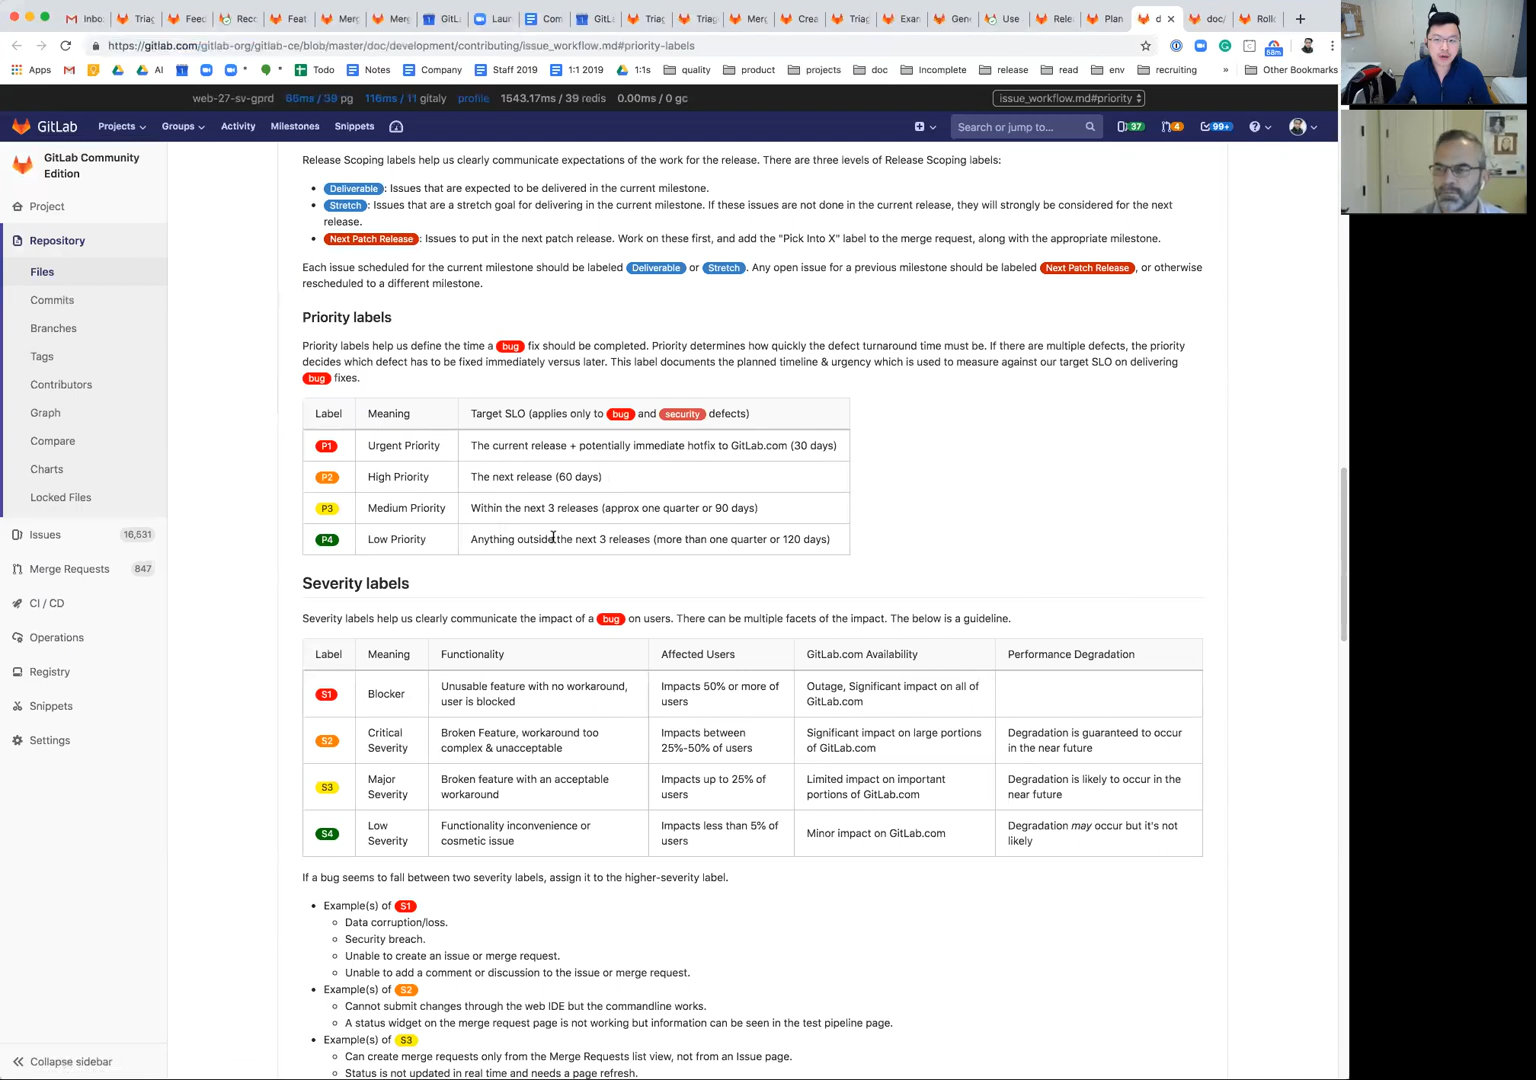 Inbo
Triag
Feed
Reco
Feat
Merg
Merg
GitLa
Laun
Com
GitLa
Triag
Triag
Merg
Crea
Triag
Exan
Gene
Use
Relea
Plan
d
doc/
Rollo
https://gitlab.com/gitlab-org/gitlab-ce/blob/master/doc/development/contributing/issue_workflow.md#priority-labels
Apps
AI
Todo
Notes
Company
Staff 2019
1:1 2019
1:1s
quality
product
projects
doc
Incomplete
release
read
env
recruiting
»
Other Bookmarks
web-27-sv-gprd
pg
gitaly
profile
1543.17ms / 39 redis
0.00ms / 0 gc
issue_workflow.md#priority
GitLab
Projects
Groups
Activity
Milestones
Snippets
Search or jump to...
37
4
99+
GitLab Community
Edition
Project
Repository
Files
Commits
Branches
Tags
Contributors
Graph
Compare
Charts
Locked Files
Issues 16,531
Merge Requests 847
CI / CD
Operations
Registry
Snippets
Settings
Collapse sidebar
Release Scoping labels help us clearly communicate expectations of the work for the release. There are three levels of Release Scoping labels:
• Deliverable: Issues that are expected to be delivered in the current milestone.
• Stretch: Issues that are a stretch goal for delivering in the current milestone. If these issues are not done in the current release, they will strongly be considered for the next
release.
• Next Patch Release: Issues to put in the next patch release. Work on these first, and add the "Pick Into X" label to the merge request, along with the appropriate milestone.
Each issue scheduled for the current milestone should be labeled Deliverable or Stretch. Any open issue for a previous milestone should be labeled Next Patch Release, or otherwise
rescheduled to a different milestone.
Priority labels
Priority labels help us define the time a bug fix should be completed. Priority determines how quickly the defect turnaround time must be. If there are multiple defects, the priority
decides which defect has to be fixed immediately versus later. This label documents the planned timeline & urgency which is used to measure against our target SLO on delivering
bug fixes.
Label Meaning Target SLO (applies only to bug and security defects)
P1 Urgent Priority The current release + potentially immediate hotfix to GitLab.com (30 days)
P2 High Priority The next release (60 days)
P3 Medium Priority Within the next 3 releases (approx one quarter or 90 days)
P4 Low Priority Anything outside the next 3 releases (more than one quarter or 120 days)
Severity labels
Severity labels help us clearly communicate the impact of a bug on users. There can be multiple facets of the impact. The below is a guideline.
Label Meaning Functionality Affected Users GitLab.com Availability Performance Degradation
S1 Blocker Unusable feature with no workaround, Impacts 50% or more of Outage, Significant impact on all of
user is blocked users GitLab.com
S2 Critical Broken Feature, workaround too Impacts between Significant impact on large portions Degradation is guaranteed to occur
Severity complex & unacceptable 25%-50% of users of GitLab.com in the near future
S3 Major Broken feature with an acceptable Impacts up to 25% of Limited impact on important Degradation is likely to occur in the
Severity workaround users portions of GitLab.com near future
S4 Low Functionality inconvenience or Impacts less than 5% of Minor impact on GitLab.com Degradation may occur but it's not
Severity cosmetic issue users likely
If a bug seems to fall between two severity labels, assign it to the higher-severity label.
• Example(s) of S1
Data corruption/loss.
Security breach.
Unable to create an issue or merge request.
Unable to add a comment or discussion to the issue or merge request.
• Example(s) of S2
Cannot submit changes through the web IDE but the commandline works.
A status widget on the merge request page is not working but information can be seen in the test pipeline page.
• Example(s) of S3
Can create merge requests only from the Merge Requests list view, not from an Issue page.
Status is not updated in real time and needs a page refresh.